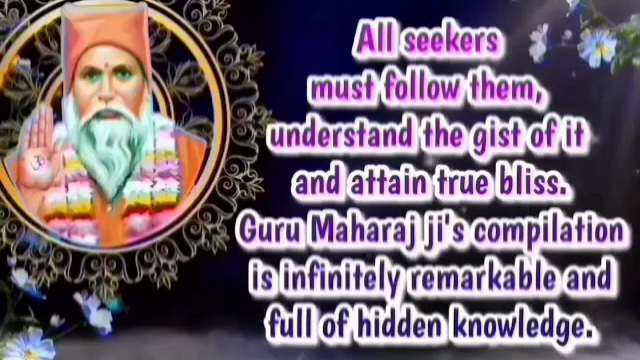 All seekers
must follow them,
understand the gist of it
and attain true bliss.
Guru Maharaj ji's compilation
is infinitely remarkable and
full of hidden knowledge.
ॐ